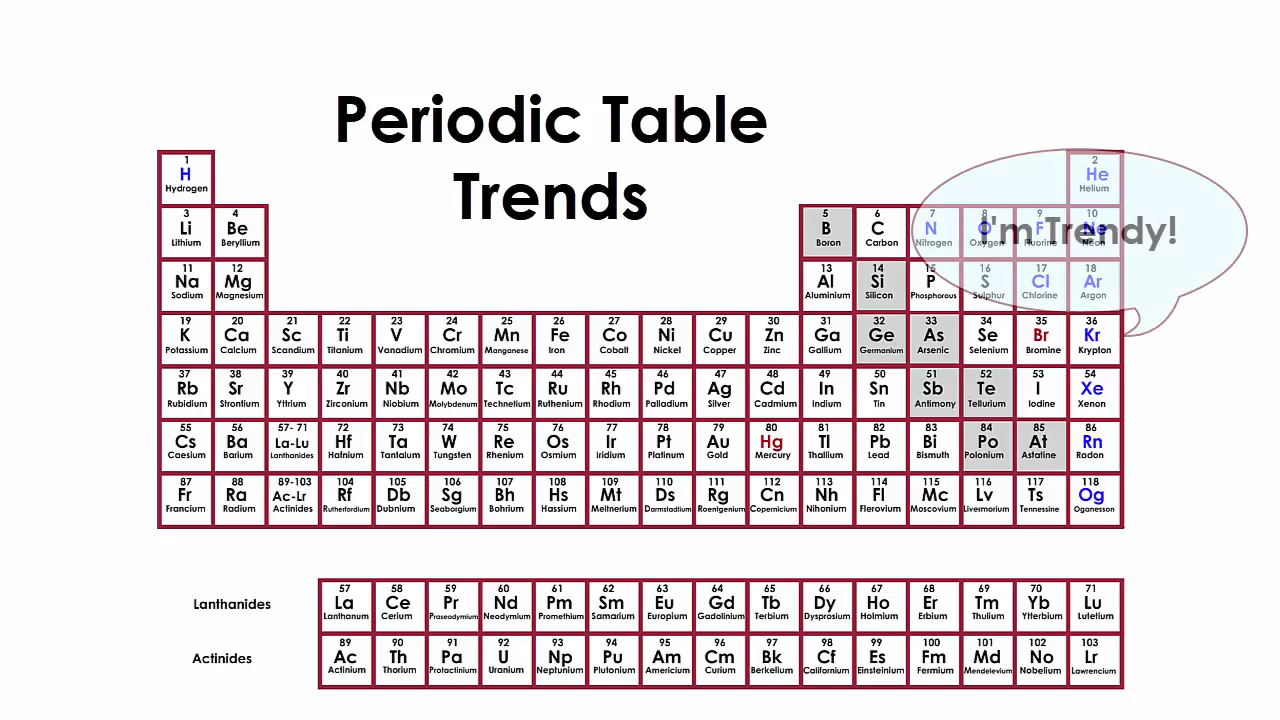 Periodic Table
Trends
I'm Trendy!
1 2
H He
Hydrogen Helium
3 4 5 6 7 8 9 10
Li Be B C N O F Ne
Lithium Beryllium Boron Carbon Nitrogen Oxygen Fluorine Neon
11 12 13 14 15 16 17 18
Na Mg Al Si P S Cl Ar
Sodium Magnesium Aluminium Silicon Phosphorous Sulphur Chlorine Argon
19 20 21 22 23 24 25 26 27 28 29 30 31 32 33 34 35 36
K Ca Sc Ti V Cr Mn Fe Co Ni Cu Zn Ga Ge As Se Br Kr
Potassium Calcium Scandium Titanium Vanadium Chromium Manganese Iron Cobalt Nickel Copper Zinc Gallium Germanium Arsenic Selenium Bromine Krypton
37 38 39 40 41 42 43 44 45 46 47 48 49 50 51 52 53 54
Rb Sr Y Zr Nb Mo Tc Ru Rh Pd Ag Cd In Sn Sb Te I Xe
Rubidium Strontium Yttrium Zirconium Niobium Molybdenum Technetium Ruthenium Rhodium Palladium Silver Cadmium Indium Tin Antimony Tellurium Iodine Xenon
55 56 57- 71 72 73 74 75 76 77 78 79 80 81 82 83 84 85 86
Cs Ba La-Lu Hf Ta W Re Os Ir Pt Au Hg Tl Pb Bi Po At Rn
Caesium Barium Lanthanides Hafnium Tantalum Tungsten Rhenium Osmium Iridium Platinum Gold Mercury Thallium Lead Bismuth Polonium Astatine Radon
87 88 89-103 104 105 106 107 108 109 110 111 112 113 114 115 116 117 118
Fr Ra Ac-Lr Rf Db Sg Bh Hs Mt Ds Rg Cn Nh Fl Mc Lv Ts Og
Francium Radium Actinides Rutherfordium Dubnium Seaborgium Bohrium Hassium Meitnerium Darmstadtium Roentgenium Copernicium Nihonium Flerovium Moscovium Livermorium Tennessine Oganesson
57 58 59 60 61 62 63 64 65 66 67 68 69 70 71
Lanthanides La Ce Pr Nd Pm Sm Eu Gd Tb Dy Ho Er Tm Yb Lu
Lanthanum Cerium Praseodymium Neodymium Promethium Samarium Europium Gadolinium Terbium Dysprosium Holmium Erbium Thulium Ytterbium Lutetium
89 90 91 92 93 94 95 96 97 98 99 100 101 102 103
Actinides Ac Th Pa U Np Pu Am Cm Bk Cf Es Fm Md No Lr
Actinium Thorium Protactinium Uranium Neptunium Plutonium Americium Curium Berkelium Californium Einsteinium Fermium Mendelevium Nobelium Lawrencium